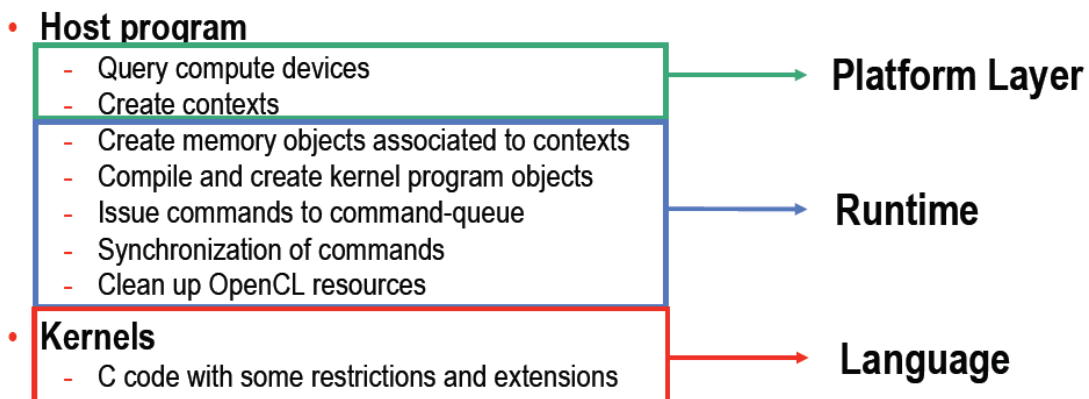 • Host program
- Query compute devices
- Create contexts
Platform Layer
- Create memory objects associated to contexts
- Compile and create kernel program objects
- Issue commands to command-queue
- Synchronization of commands
- Clean up OpenCL resources
Runtime
• Kernels
- C code with some restrictions and extensions
Language